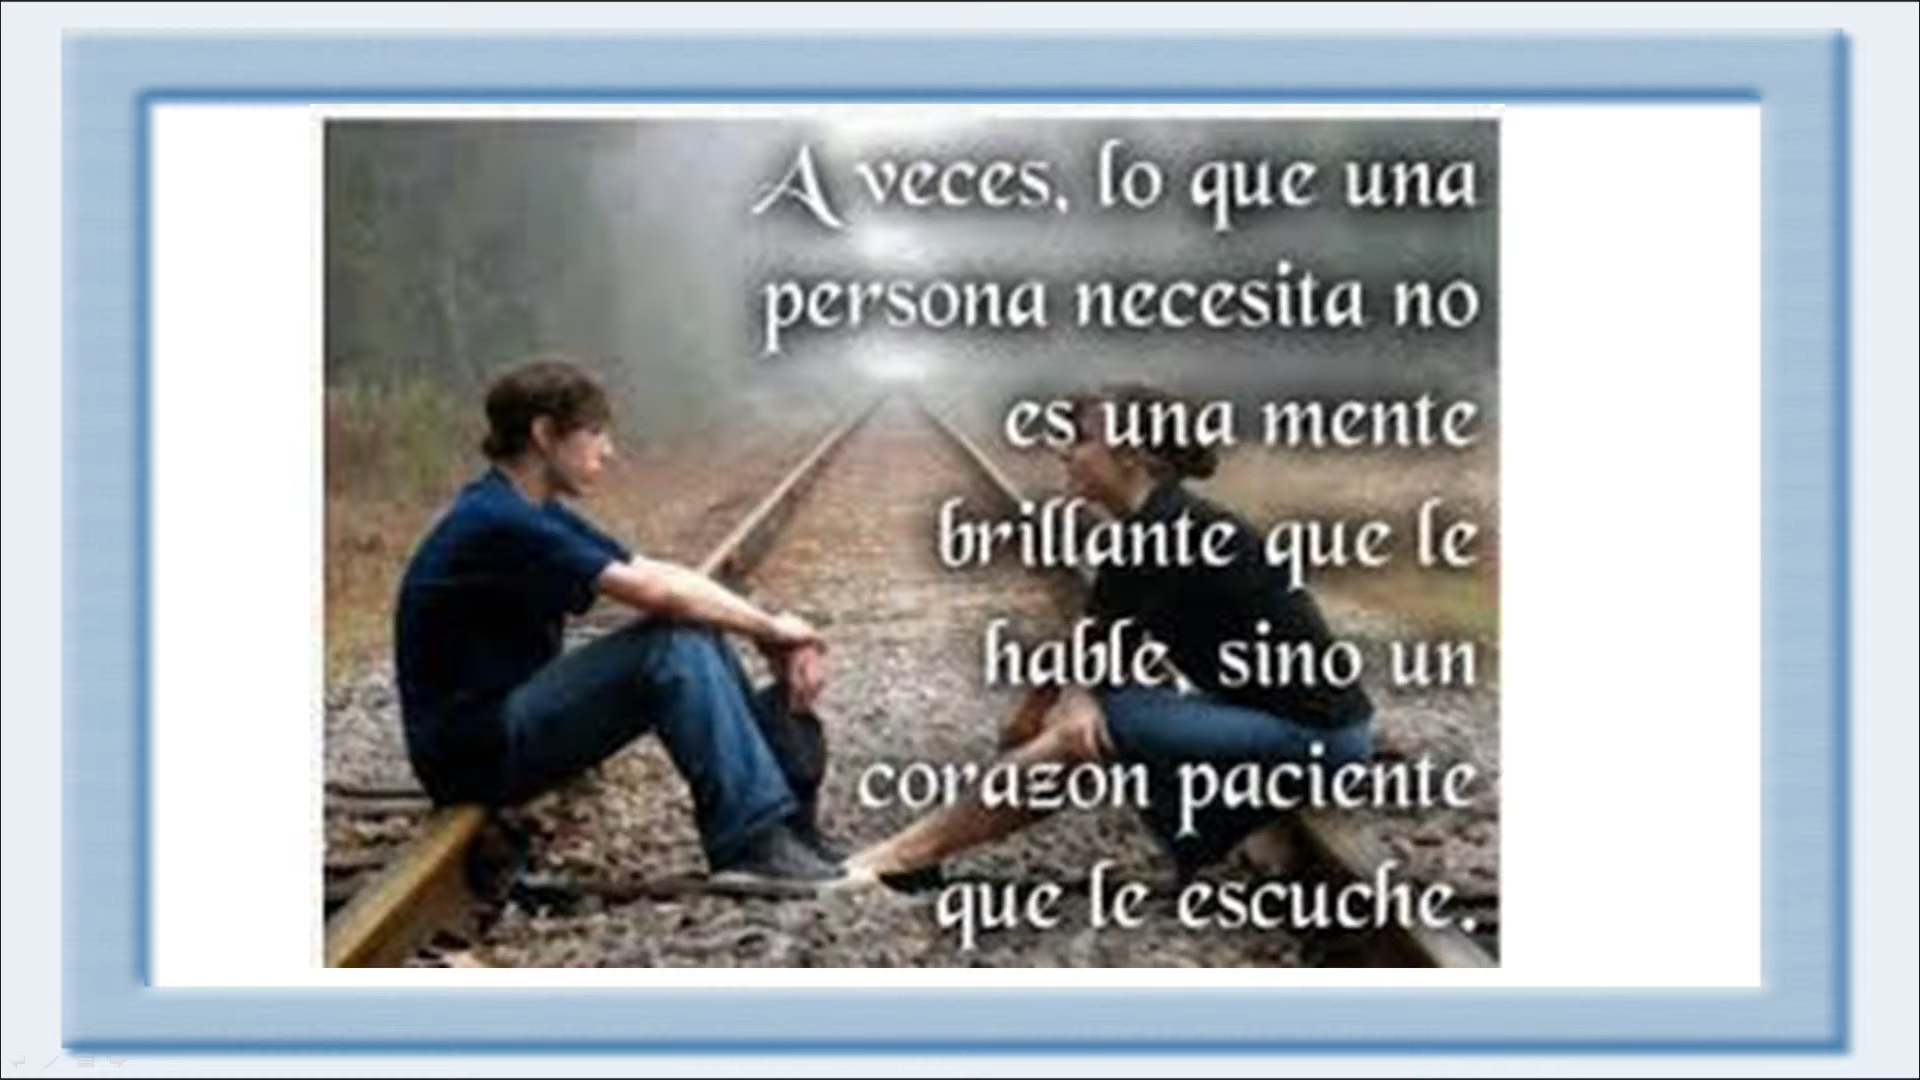 A veces, lo que una
persona necesita no
es una mente
brillante que le
hable, sino un
corazon paciente
que le escuche.